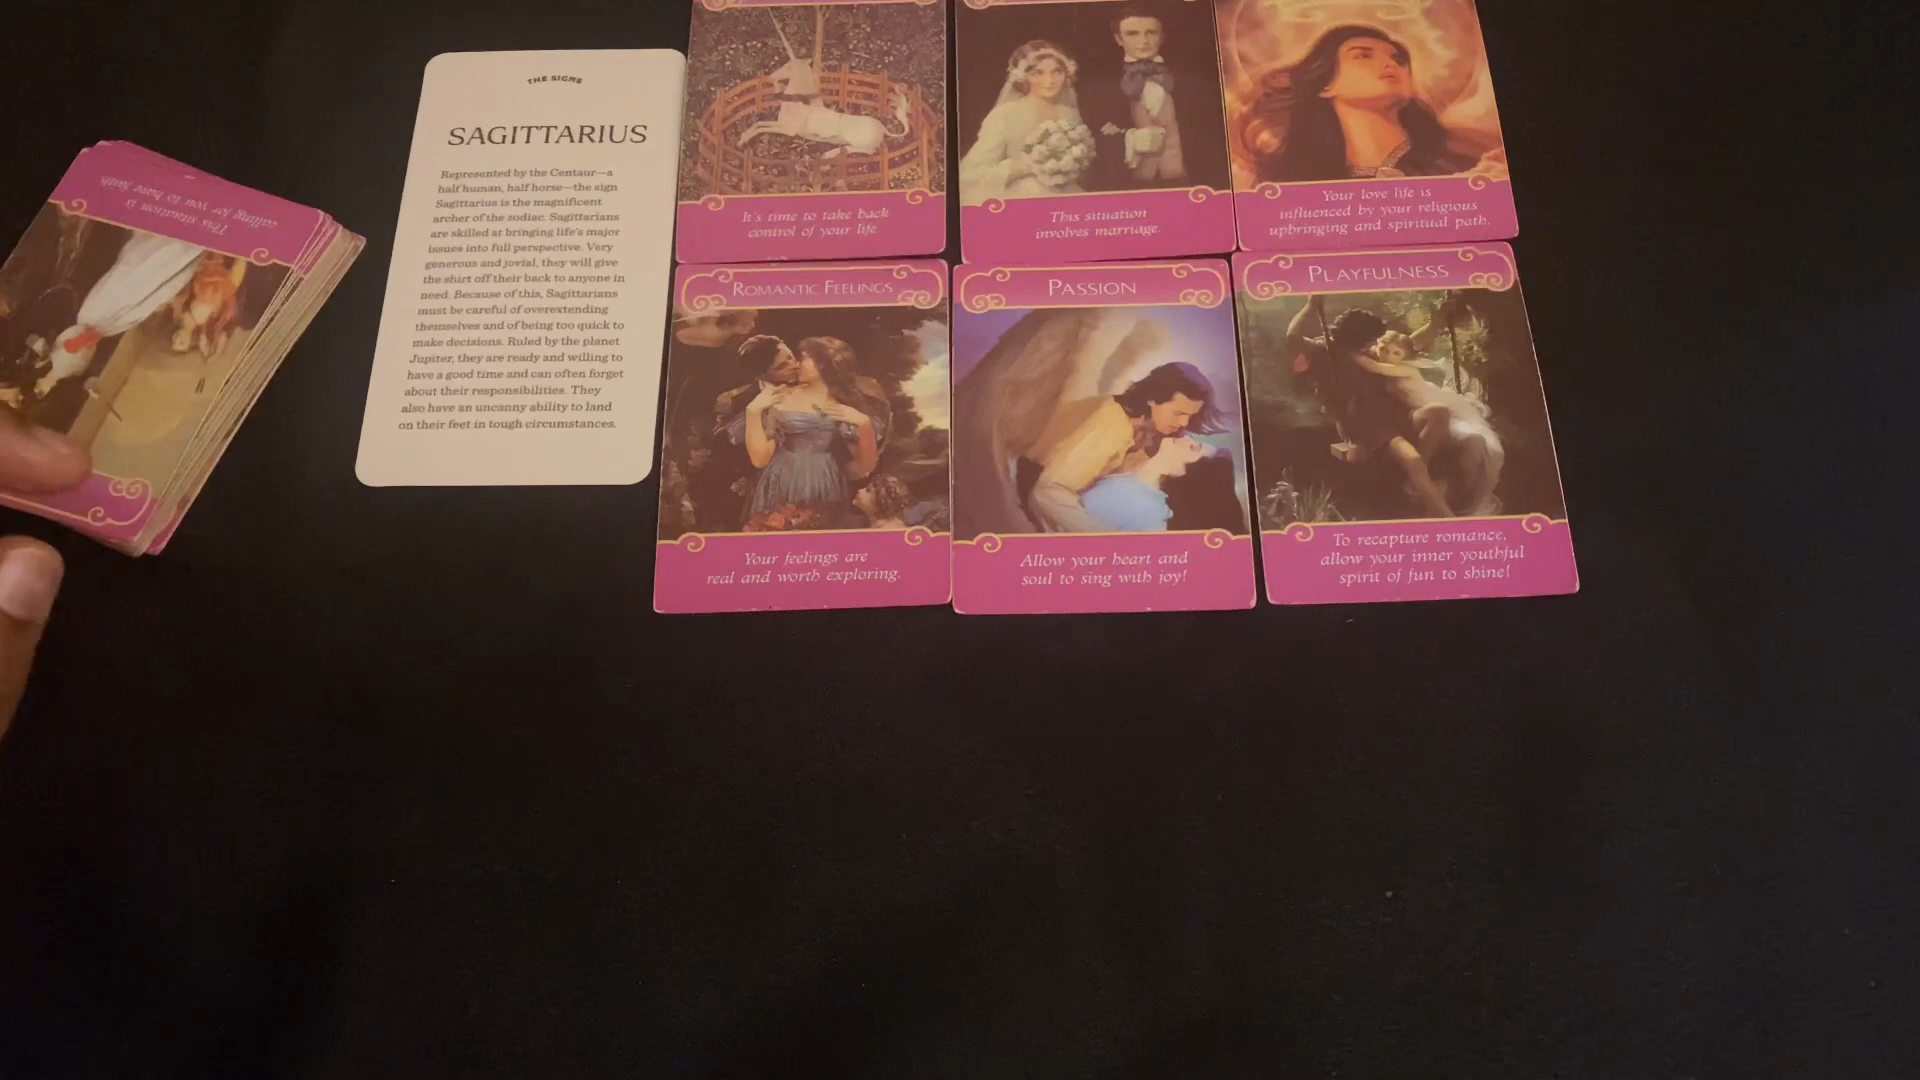 This situation is
calling for you to have faith
THE SIGNS
SAGITTARIUS
Represented by the Centaur—a
half human, half horse—the sign
Sagittarius is the magnificent
archer of the zodiac. Sagittarians
are skilled at bringing life's major
issues into full perspective. Very
generous and jovial, they will give
the shirt off their back to anyone in
need. Because of this, Sagittarians
must be careful of overextending
themselves and of being too quick to
make decisions. Ruled by the planet
Jupiter, they are ready and willing to
have a good time and can often forget
about their responsibilities. They
also have an uncanny ability to land
on their feet in tough circumstances.
It's time to take back
control of your life
This situation
involves marriage.
Your love life is
influenced by your religious
upbringing and spiritual path.
ROMANTIC FEELINGS
Your feelings are
real and worth exploring.
PASSION
Allow your heart and
soul to sing with joy!
PLAYFULNESS
To recapture romance,
allow your inner youthful
spirit of fun to shine!